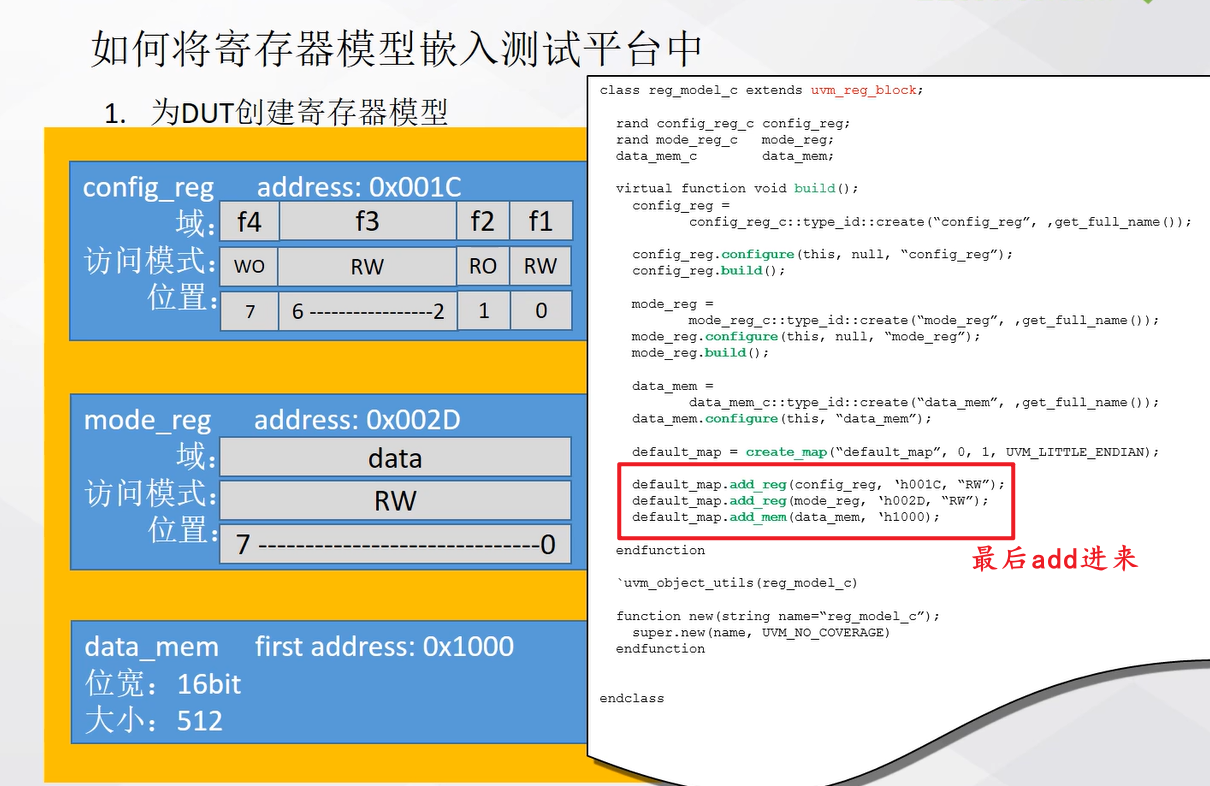 如何将寄存器模型嵌入测试平台中
1. 为DUT创建寄存器模型
config_reg address: 0x001C
域: f4 f3 f2 f1
访问模式: WO RW RO RW
位置: 7 6 -----------------2 1 0
mode_reg address: 0x002D
域: data
访问模式: RW
位置: 7 ------------------------------0
data_mem first address: 0x1000
位宽：16bit
大小：512
class reg_model_c extends uvm_reg_block;
rand config_reg_c config_reg;
rand mode_reg_c mode_reg;
data_mem_c data_mem;
virtual function void build();
config_reg =
config_reg_c::type_id::create(“config_reg”, ,get_full_name());
config_reg.configure(this, null, “config_reg”);
config_reg.build();
mode_reg =
mode_reg_c::type_id::create(“mode_reg”, ,get_full_name());
mode_reg.configure(this, null, “mode_reg”);
mode_reg.build();
data_mem =
data_mem_c::type_id::create(“data_mem”, ,get_full_name());
data_mem.configure(this, “data_mem”);
default_map = create_map(“default_map”, 0, 1, UVM_LITTLE_ENDIAN);
default_map.add_reg(config_reg, ‘h001C, “RW”);
default_map.add_reg(mode_reg, ‘h002D, “RW”);
default_map.add_mem(data_mem, ‘h1000);
endfunction
最后add进来
`uvm_object_utils(reg_model_c)
function new(string name=“reg_model_c”);
super.new(name, UVM_NO_COVERAGE)
endfunction
endclass